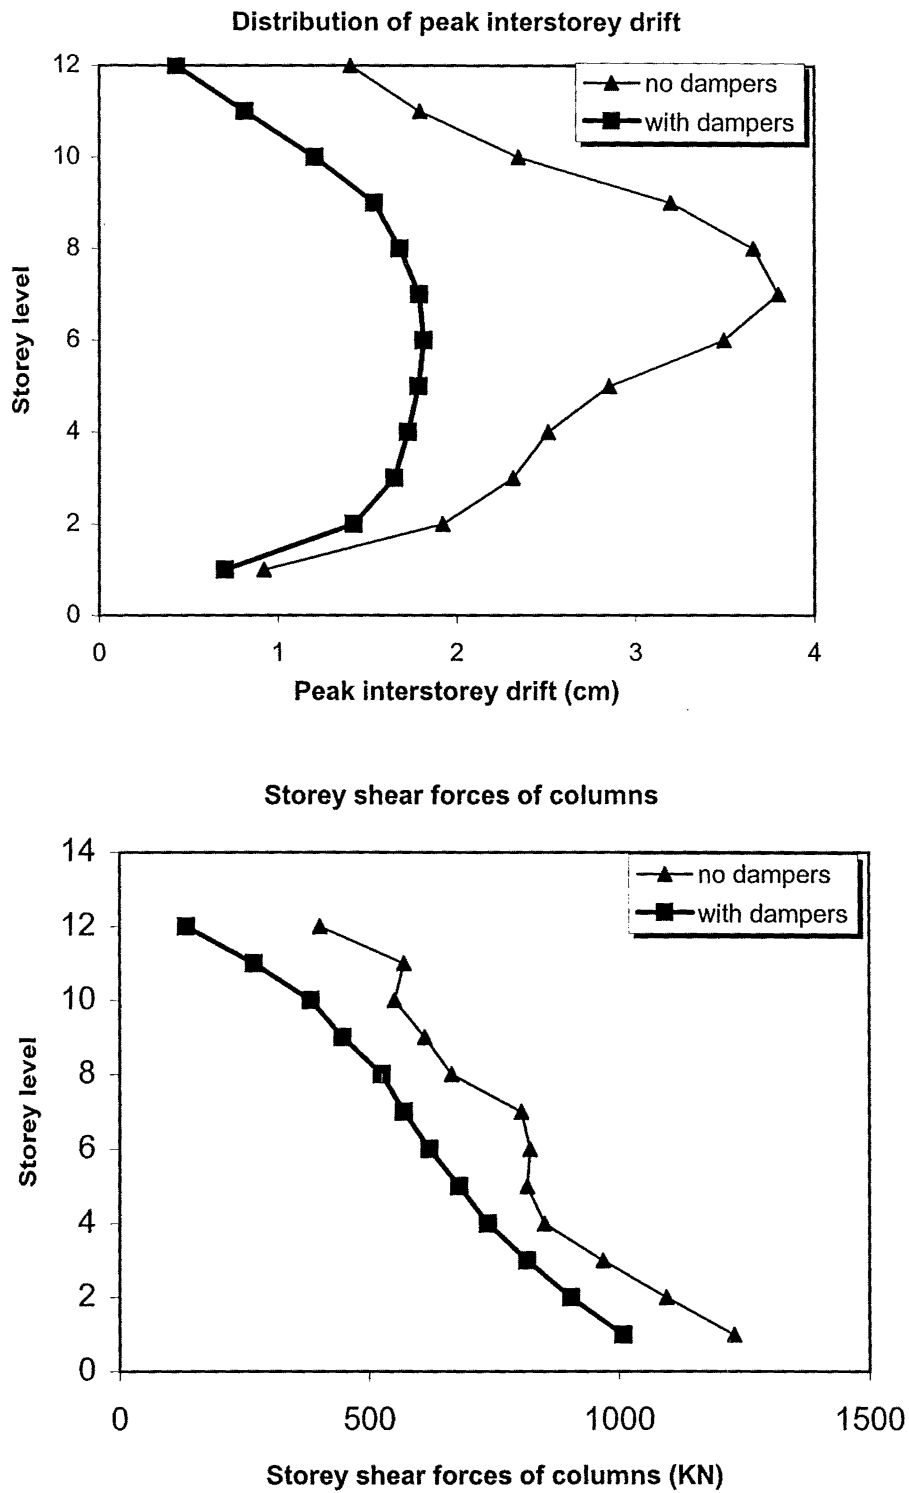 Distribution of peak interstorey drift
12
10
8
6
4
2
0
Storey level
no dampers
with dampers
0 1 2 3 4
Peak interstorey drift (cm)
Storey shear forces of columns
14
12
10
8
6
4
2
0
Storey level
no dampers
with dampers
0 500 1000 1500
Storey shear forces of columns (KN)